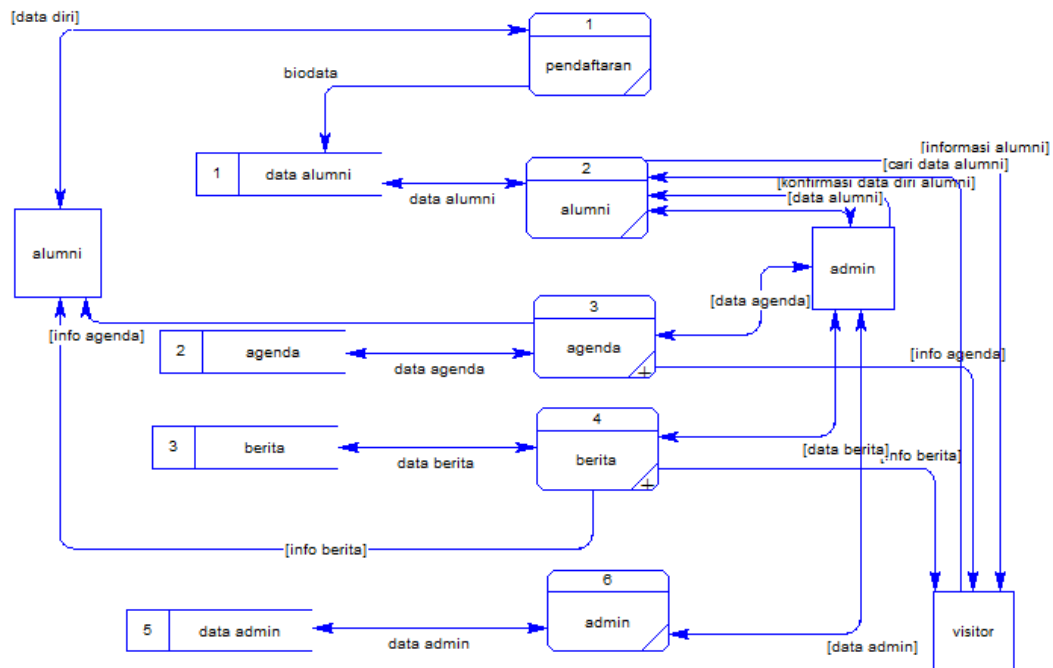 [data diri]
1
pendaftaran
biodata
1
data alumni
data alumni
2
alumni
[informasi alumni]
[cari data alumni]
[konfirmasi data diri alumni]
[data alumni]
alumni
admin
[data agenda]
3
agenda
[info agenda]
2
agenda
data agenda
[info agenda]
4
berita
3
berita
data berita
[data berita]
[info berita]
[info berita]
6
admin
5
data admin
data admin
[data admin]
visitor